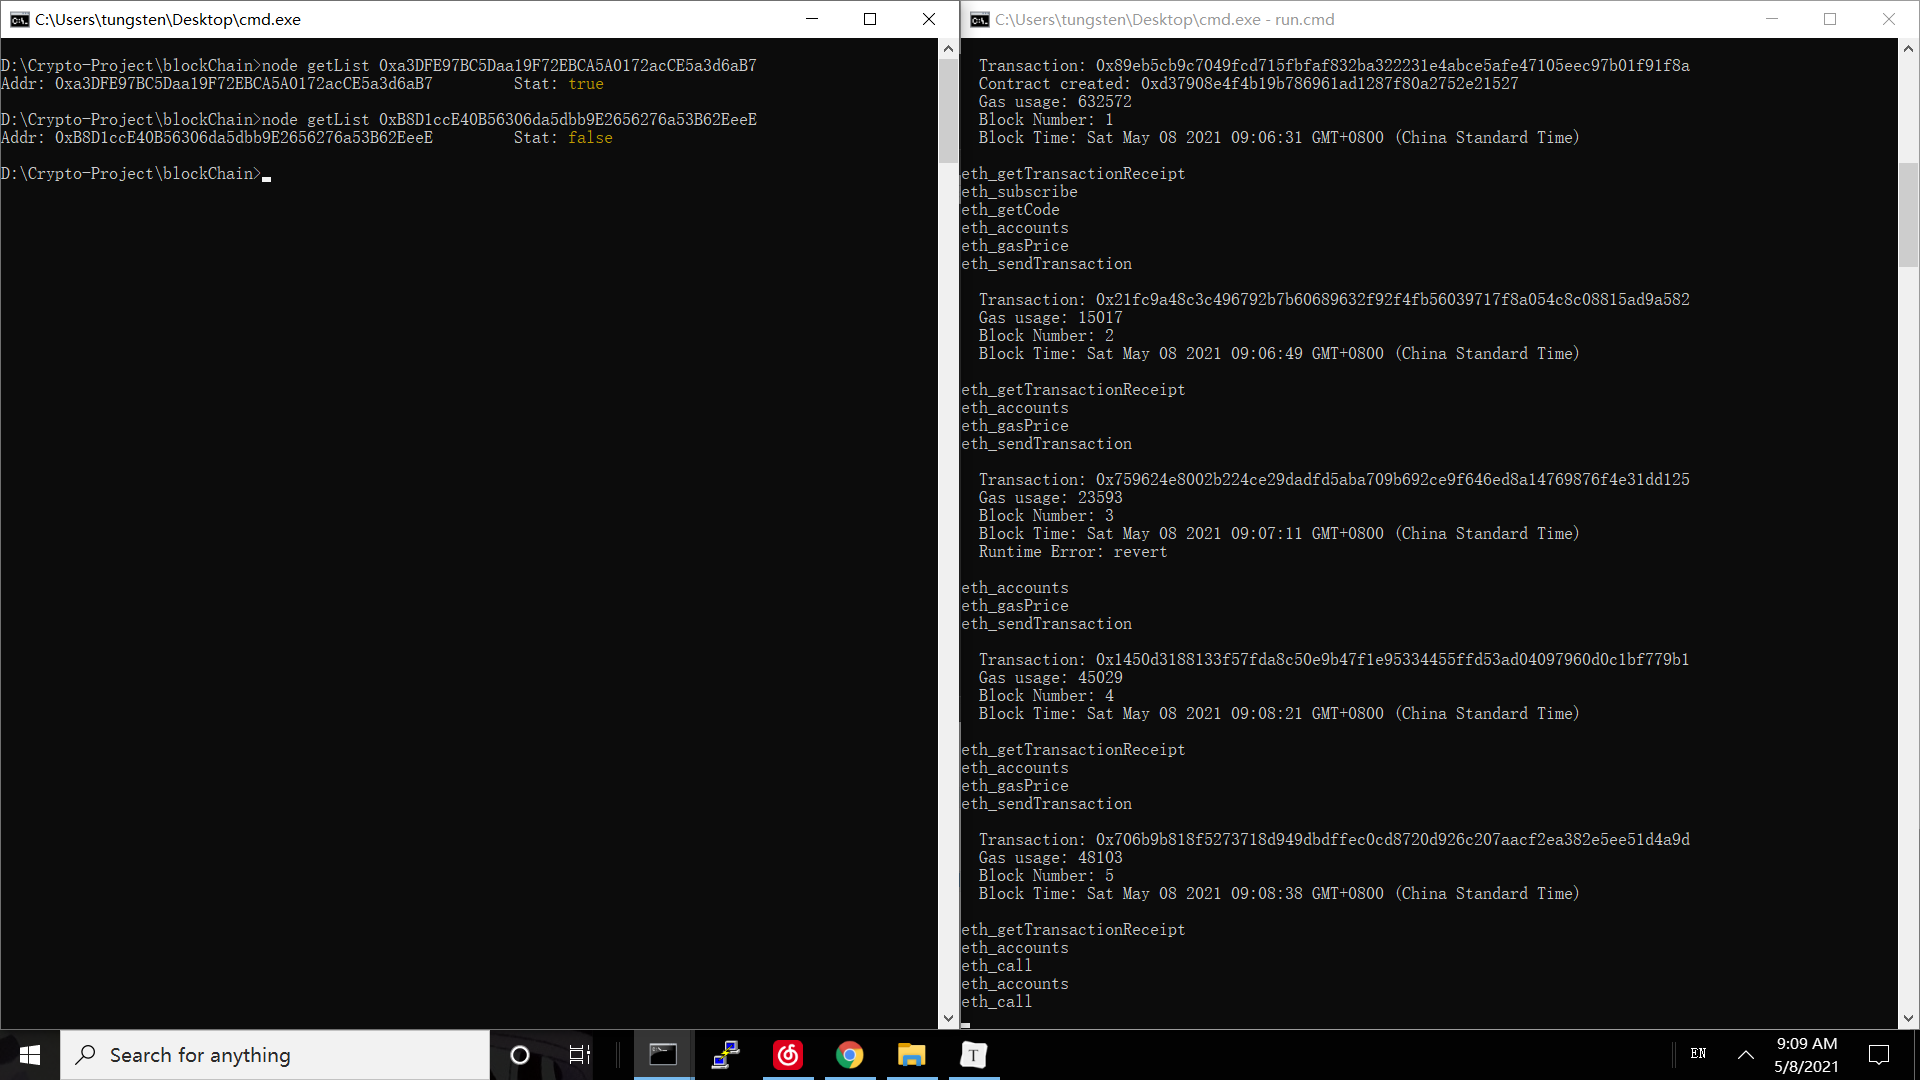 C:\Users\tungsten\Desktop\cmd.exe
D:\Crypto-Project\blockChain>node getList 0xa3DFE97BC5Daa19F72EBCA5A0172acCE5a3d6aB7
Addr: 0xa3DFE97BC5Daa19F72EBCA5A0172acCE5a3d6aB7 Stat: true
D:\Crypto-Project\blockChain>node getList 0xB8D1ccE40B56306da5dbb9E2656276a53B62EeeE
Addr: 0xB8D1ccE40B56306da5dbb9E2656276a53B62EeeE Stat: false
D:\Crypto-Project\blockChain>
C:\Users\tungsten\Desktop\cmd.exe - run.cmd
Transaction: 0x89eb5cb9c7049fcd715fbfaf832ba322231e4abce5afe47105eec97b01f91f8a
Contract created: 0xd37908e4f4b19b786961ad1287f80a2752e21527
Gas usage: 632572
Block Number: 1
Block Time: Sat May 08 2021 09:06:31 GMT+0800 (China Standard Time)
eth_getTransactionReceipt
eth_subscribe
eth_getCode
eth_accounts
eth_gasPrice
eth_sendTransaction
Transaction: 0x21fc9a48c3c496792b7b60689632f92f4fb56039717f8a054c8c08815ad9a582
Gas usage: 15017
Block Number: 2
Block Time: Sat May 08 2021 09:06:49 GMT+0800 (China Standard Time)
eth_getTransactionReceipt
eth_accounts
eth_gasPrice
eth_sendTransaction
Transaction: 0x759624e8002b224ce29dadfd5aba709b692ce9f646ed8a14769876f4e31dd125
Gas usage: 23593
Block Number: 3
Block Time: Sat May 08 2021 09:07:11 GMT+0800 (China Standard Time)
Runtime Error: revert
eth_accounts
eth_gasPrice
eth_sendTransaction
Transaction: 0x1450d3188133f57fda8c50e9b47f1e95334455ffd53ad04097960d0c1bf779b1
Gas usage: 45029
Block Number: 4
Block Time: Sat May 08 2021 09:08:21 GMT+0800 (China Standard Time)
eth_getTransactionReceipt
eth_accounts
eth_gasPrice
eth_sendTransaction
Transaction: 0x706b9b818f5273718d949dbdffec0cd8720d926c207aacf2ea382e5ee51d4a9d
Gas usage: 48103
Block Number: 5
Block Time: Sat May 08 2021 09:08:38 GMT+0800 (China Standard Time)
eth_getTransactionReceipt
eth_accounts
eth_call
eth_accounts
eth_call
Search for anything
T
EN
9:09 AM
5/8/2021